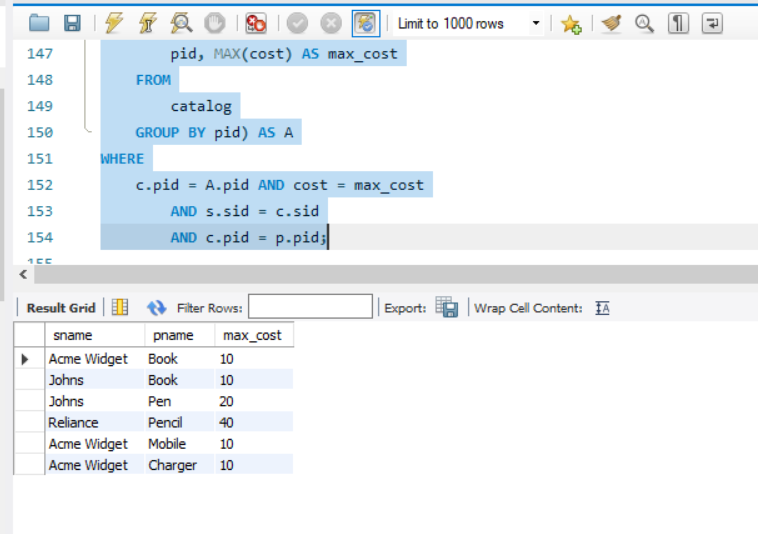 Limit to 1000 rows
147 pid, MAX(cost) AS max_cost
148 FROM
149 catalog
150 GROUP BY pid) AS A
151 WHERE
152 c.pid = A.pid AND cost = max_cost
153 AND s.sid = c.sid
154 AND c.pid = p.pid;
155
Result Grid Filter Rows: Export: Wrap Cell Content: IA
sname pname max_cost
Acme Widget Book 10
Johns Book 10
Johns Pen 20
Reliance Pencil 40
Acme Widget Mobile 10
Acme Widget Charger 10